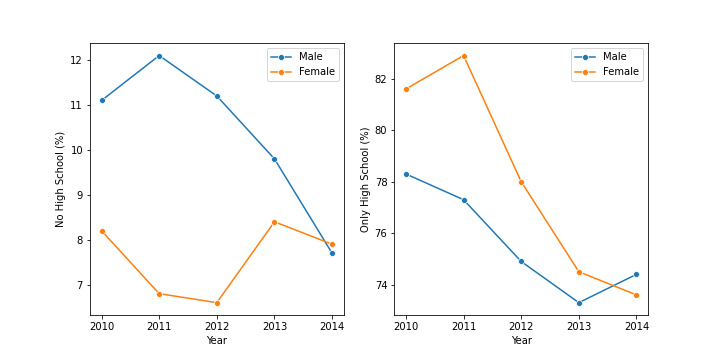 No High School (%)
12
11
10
9
8
7
Male
Female
2010 2011 2012 2013 2014
Year
Only High School (%)
82
80
78
76
74
Male
Female
2010 2011 2012 2013 2014
Year